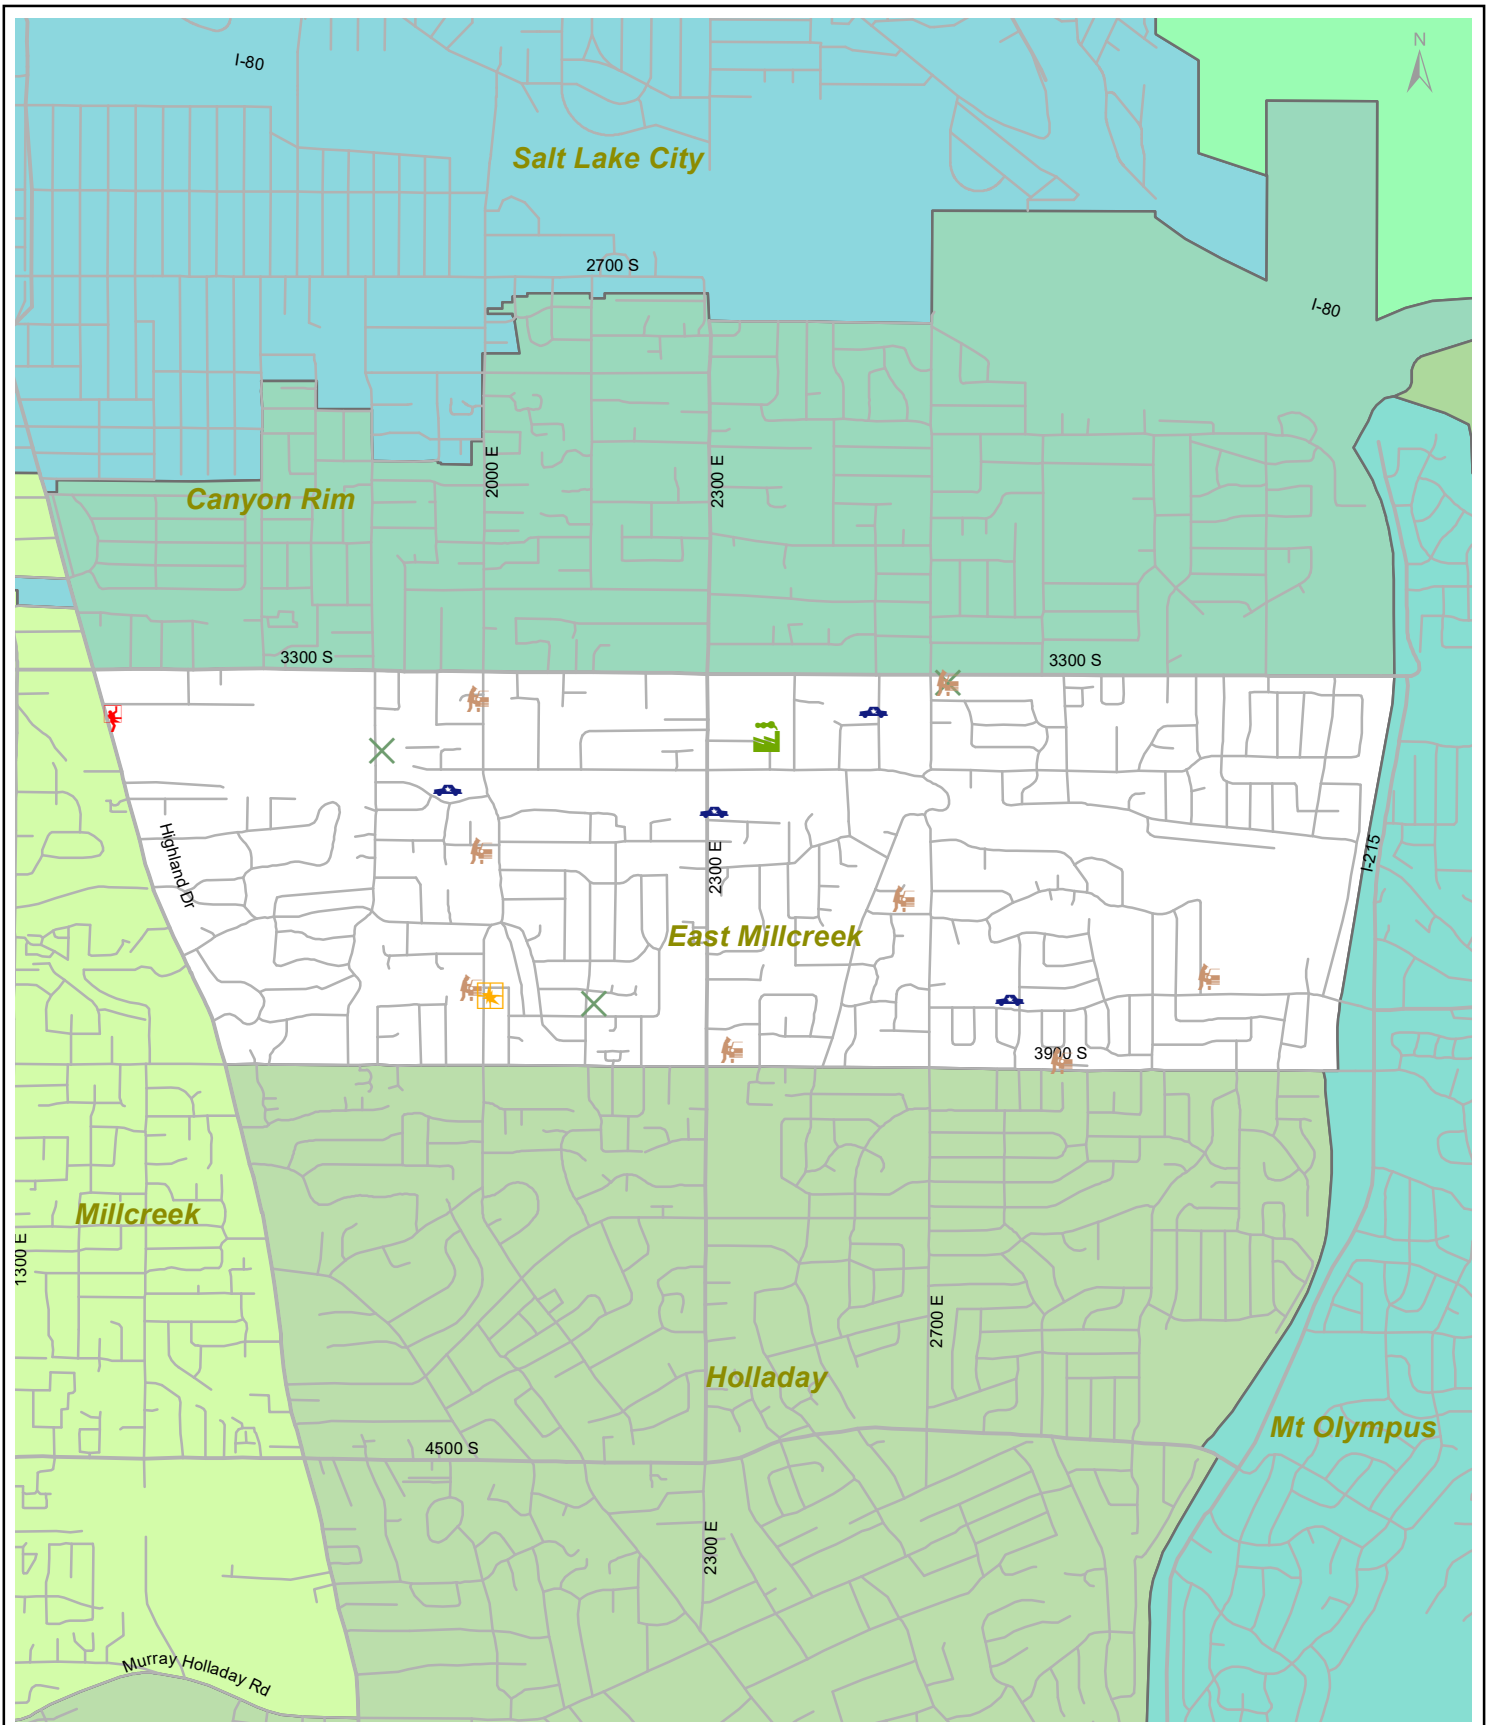 I-80
N
Salt Lake City
2700 S
I-80
2000 E
2300 E
Canyon Rim
3300 S
3300 S
Highland Dr
2300 E
I-215
East Millcreek
3900 S
Millcreek
1300 E
2700 E
Holladay
Mt Olympus
4500 S
2300 E
Murray Holladay Rd